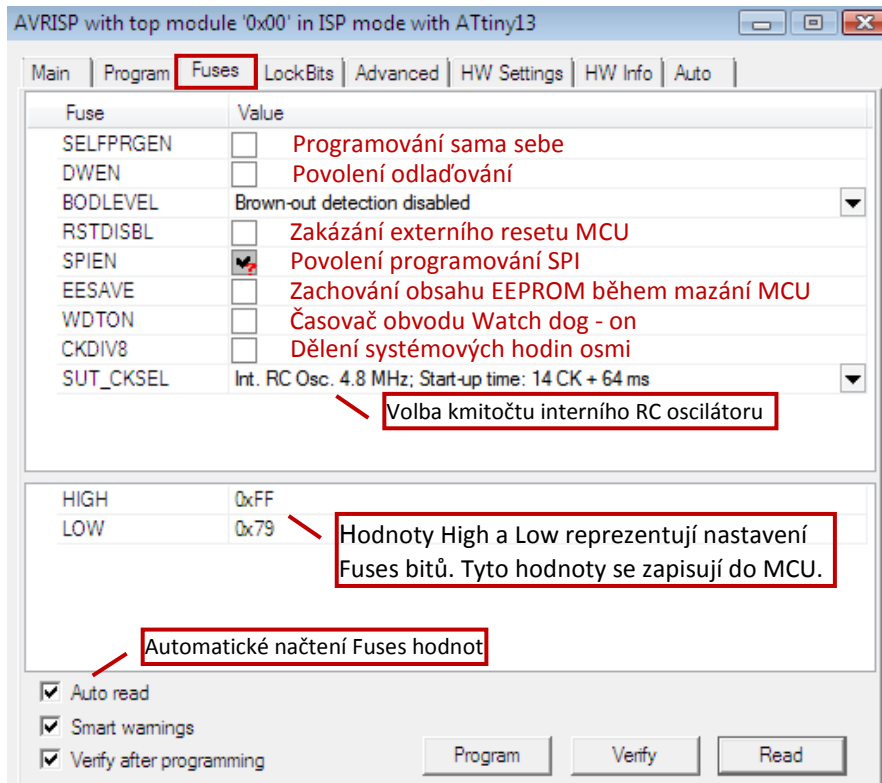 AVRISP with top module '0x00' in ISP mode with ATtiny13
Main Program Fuses LockBits Advanced HW Settings HW Info Auto
Fuse Value
SELFPRGEN Programování sama sebe
DWEN Povolení odlaďování
BODLEVEL Brown-out detection disabled
RSTDISBL Zakázání externího resetu MCU
SPIEN Povolení programování SPI
EESAVE Zachování obsahu EEPROM během mazání MCU
WDTON Časovač obvodu Watch dog - on
CKDIV8 Dělení systémových hodin osmi
SUT_CKSEL Int. RC Osc. 4.8 MHz; Start-up time: 14 CK + 64 ms
Volba kmitočtu interního RC oscilátoru
HIGH 0xFF
LOW 0x79
Hodnoty High a Low reprezentují nastavení
Fuses bitů. Tyto hodnoty se zapisují do MCU.
Automatické načtení Fuses hodnot
Auto read
Smart warnings
Verify after programming
Program Verify Read